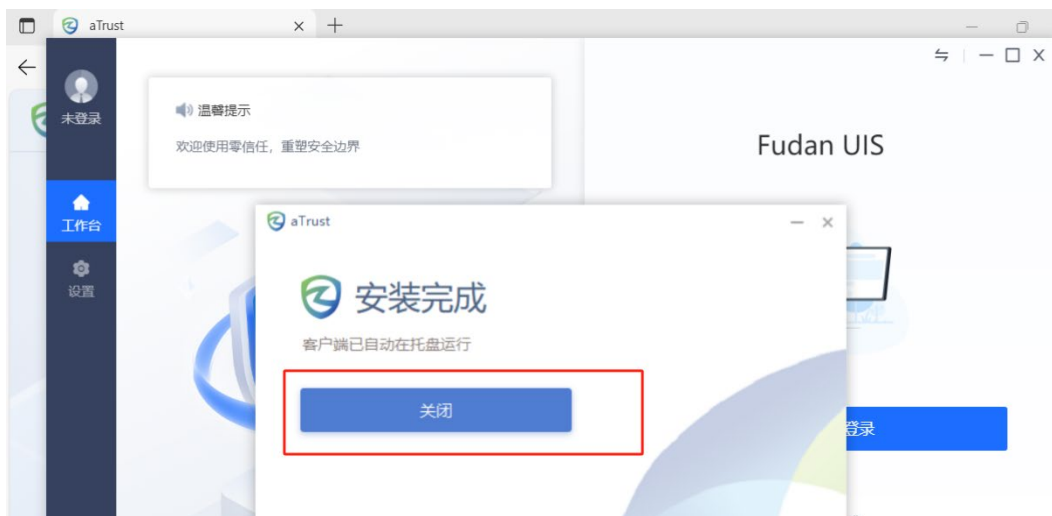 aTrust
未登录
温馨提示
欢迎使用零信任，重塑安全边界
Fudan UIS
工作台
设置
aTrust
安装完成
客户端已自动在托盘运行
关闭
登录